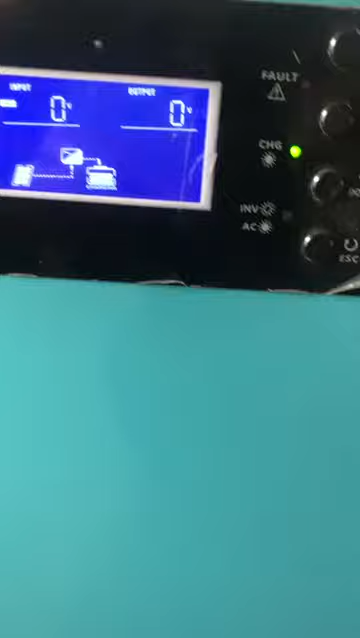 INPUT
0v
OUTPUT
0v
FAULT
CHG
INV
AC
ESC